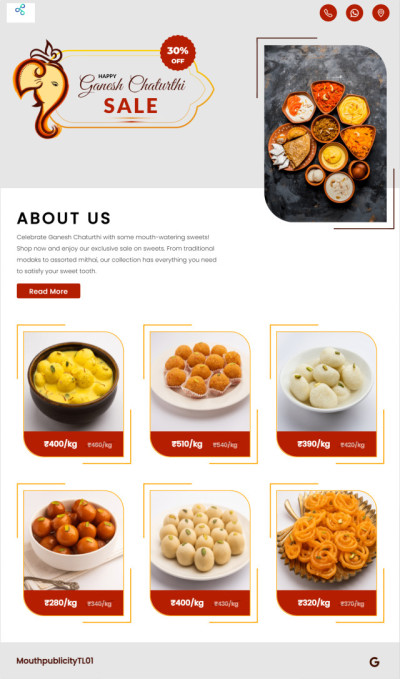 30%
OFF
HAPPY
Ganesh Chaturthi
SALE
ABOUT US
Celebrate Ganesh Chaturthi with some mouth-watering sweets!
Shop now and enjoy our exclusive sale on sweets. From traditional
modaks to assorted mithai, our collection has everything you need
to satisfy your sweet tooth.
Read More
₹400/kg ₹480/kg
₹510/kg ₹540/kg
₹390/kg ₹420/kg
₹280/kg ₹340/kg
₹400/kg ₹430/kg
₹320/kg ₹370/kg
MouthpublicityTL01
G